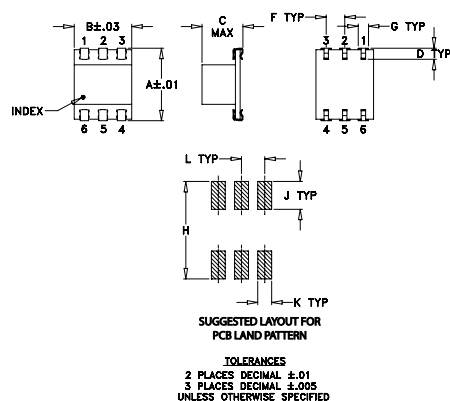 B±.03
C
MAX
F TYP
G TYP
1 2 3
3 2 1
D TYP
A±.01
INDEX
6 5 4
4 5 6
L TYP
J TYP
H
K TYP
SUGGESTED LAYOUT FOR
PCB LAND PATTERN
TOLERANCES
2 PLACES DECIMAL ±.01
3 PLACES DECIMAL ±.005
UNLESS OTHERWISE SPECIFIED